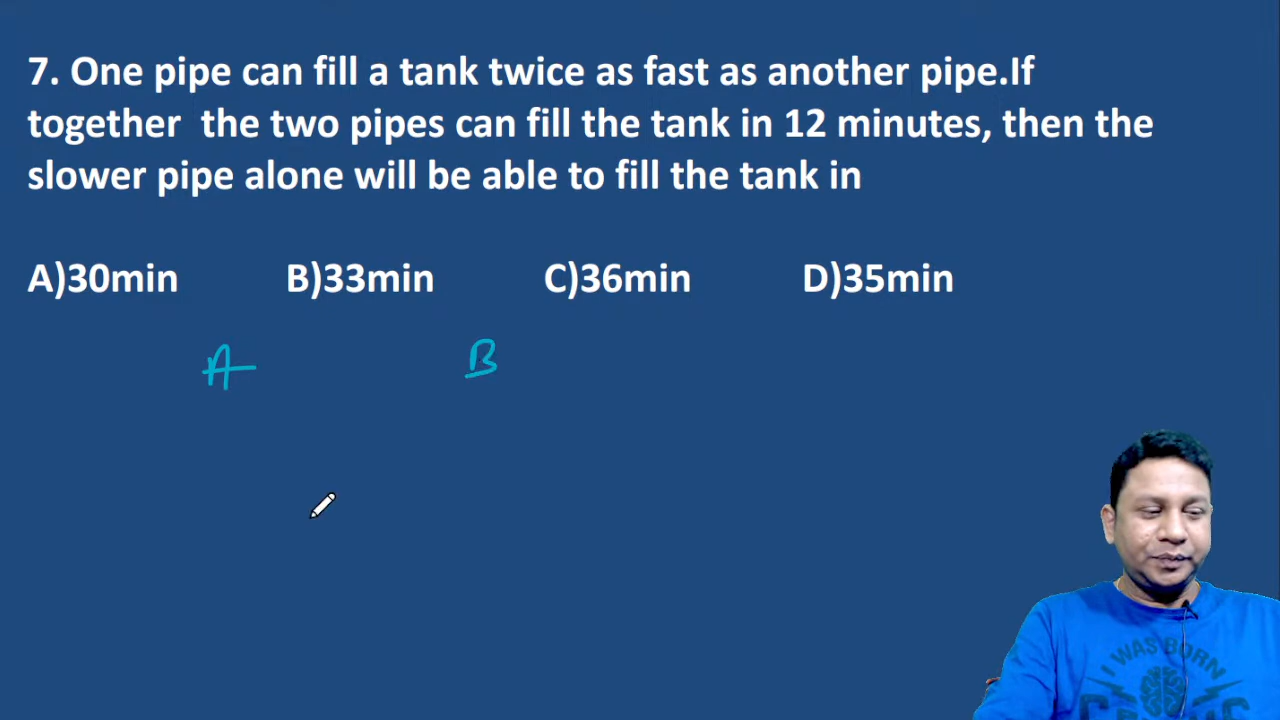 7. One pipe can fill a tank twice as fast as another pipe.If
together the two pipes can fill the tank in 12 minutes, then the
slower pipe alone will be able to fill the tank in
A)30min B)33min C)36min D)35min
A B
I WAS BORN